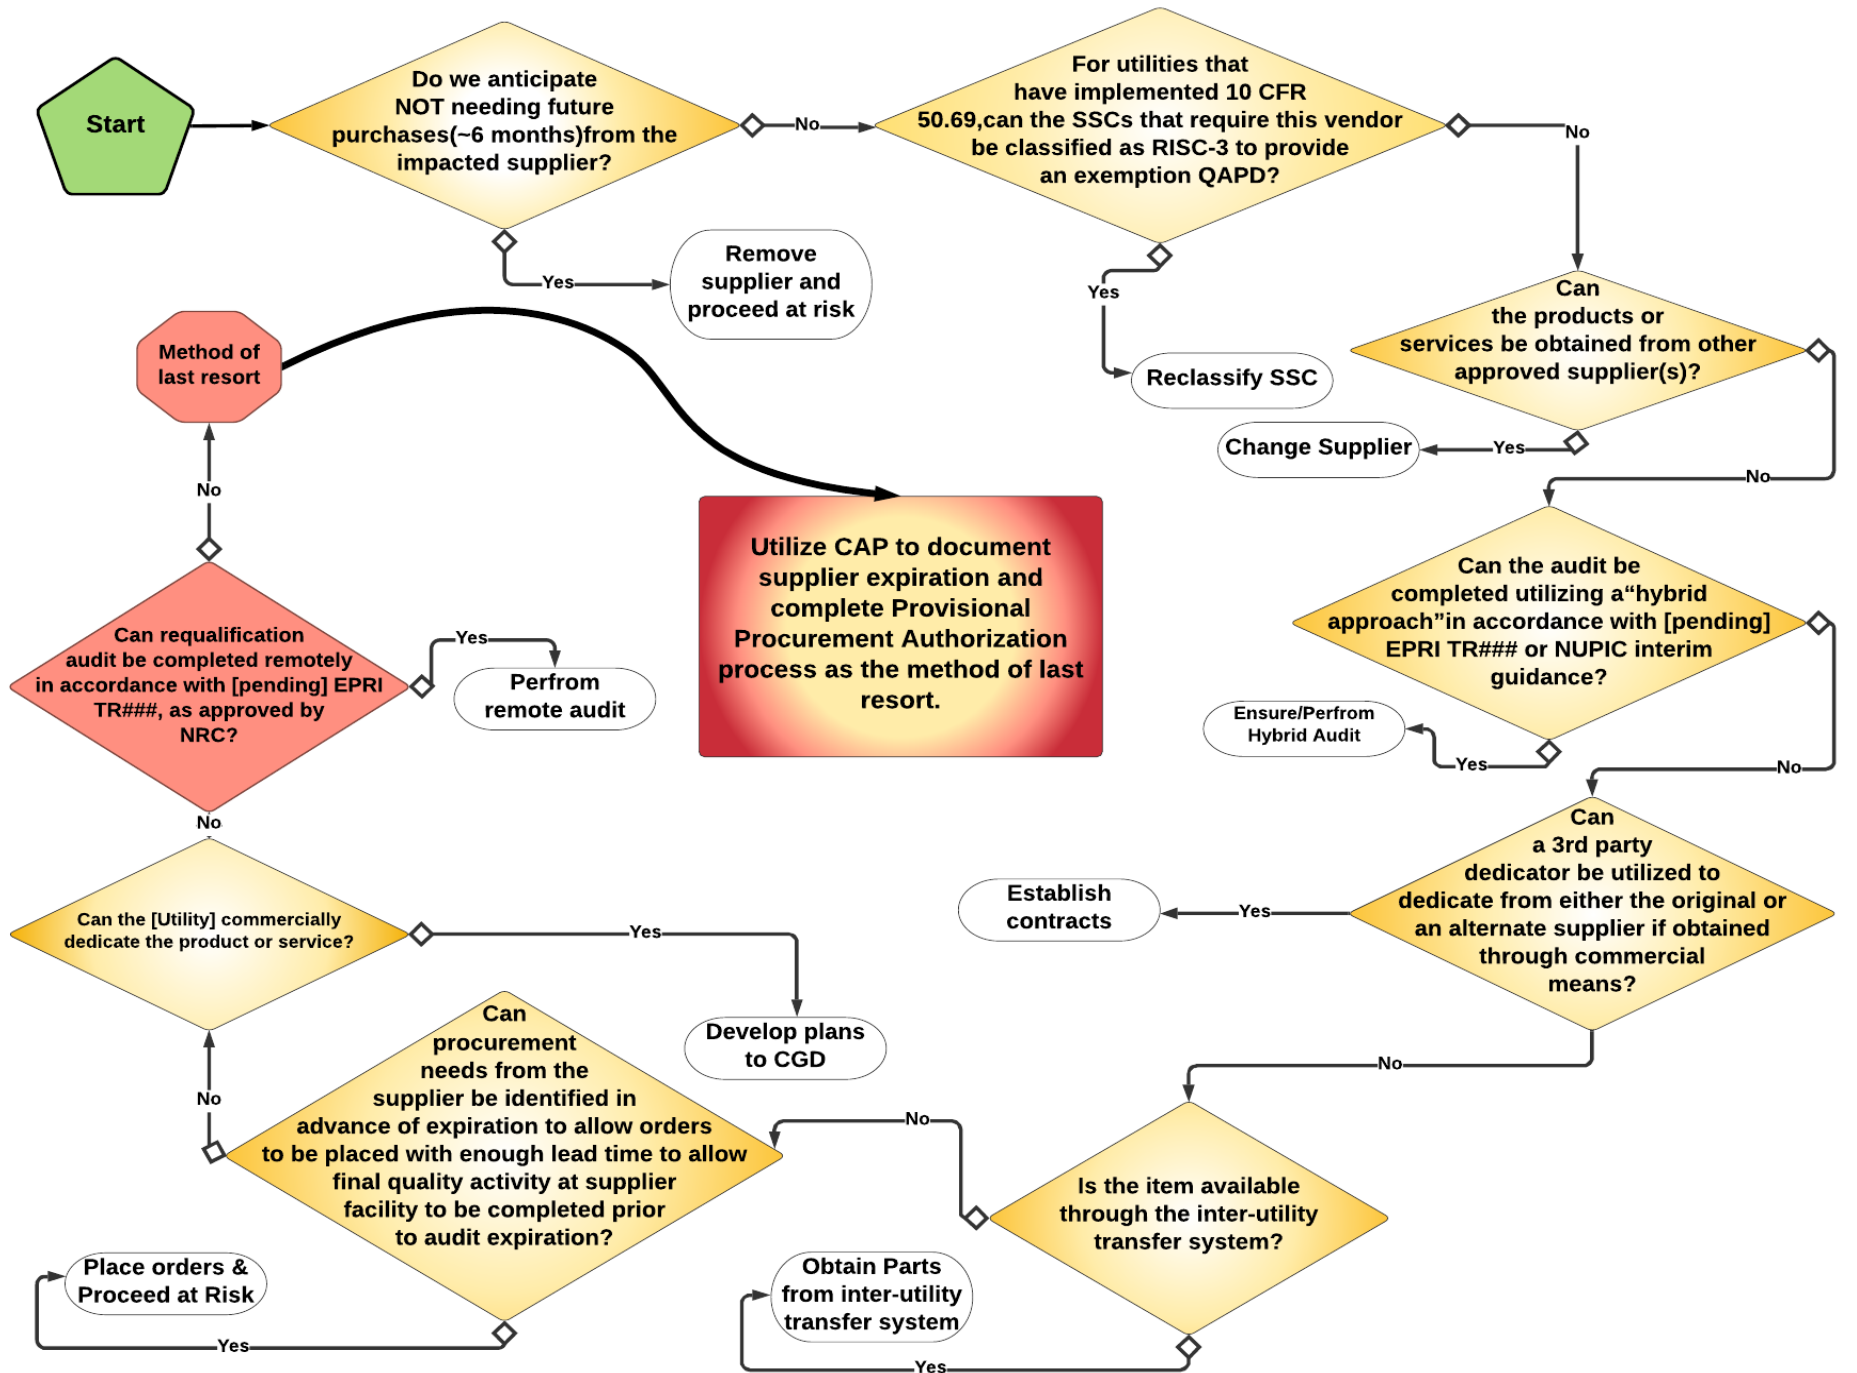 Start
Do we anticipate
NOT needing future
purchases(~6 months)from the
impacted supplier?
No
For utilities that
have implemented 10 CFR
50.69,can the SSCs that require this vendor
be classified as RISC-3 to provide
an exemption QAPD?
No
Yes
Remove
supplier and
proceed at risk
Yes
Reclassify SSC
Can
the products or
services be obtained from other
approved supplier(s)?
Yes
Change Supplier
No
Method of
last resort
No
Utilize CAP to document
supplier expiration and
complete Provisional
Procurement Authorization
process as the method of last
resort.
Can the audit be
completed utilizing a“hybrid
approach”in accordance with [pending]
EPRI TR### or NUPIC interim
guidance?
Yes
Ensure/Perfrom
Hybrid Audit
No
Can requalification
audit be completed remotely
in accordance with [pending] EPRI
TR###, as approved by
NRC?
Yes
Perfrom
remote audit
No
Can
a 3rd party
dedicator be utilized to
dedicate from either the original or
an alternate supplier if obtained
through commercial
means?
Yes
Establish
contracts
No
Can the [Utility] commercially
dedicate the product or service?
Yes
Develop plans
to CGD
No
Can
procurement
needs from the
supplier be identified in
advance of expiration to allow orders
to be placed with enough lead time to allow
final quality activity at supplier
facility to be completed prior
to audit expiration?
No
Is the item available
through the inter-utility
transfer system?
Place orders &
Proceed at Risk
Yes
Obtain Parts
from inter-utility
transfer system
Yes